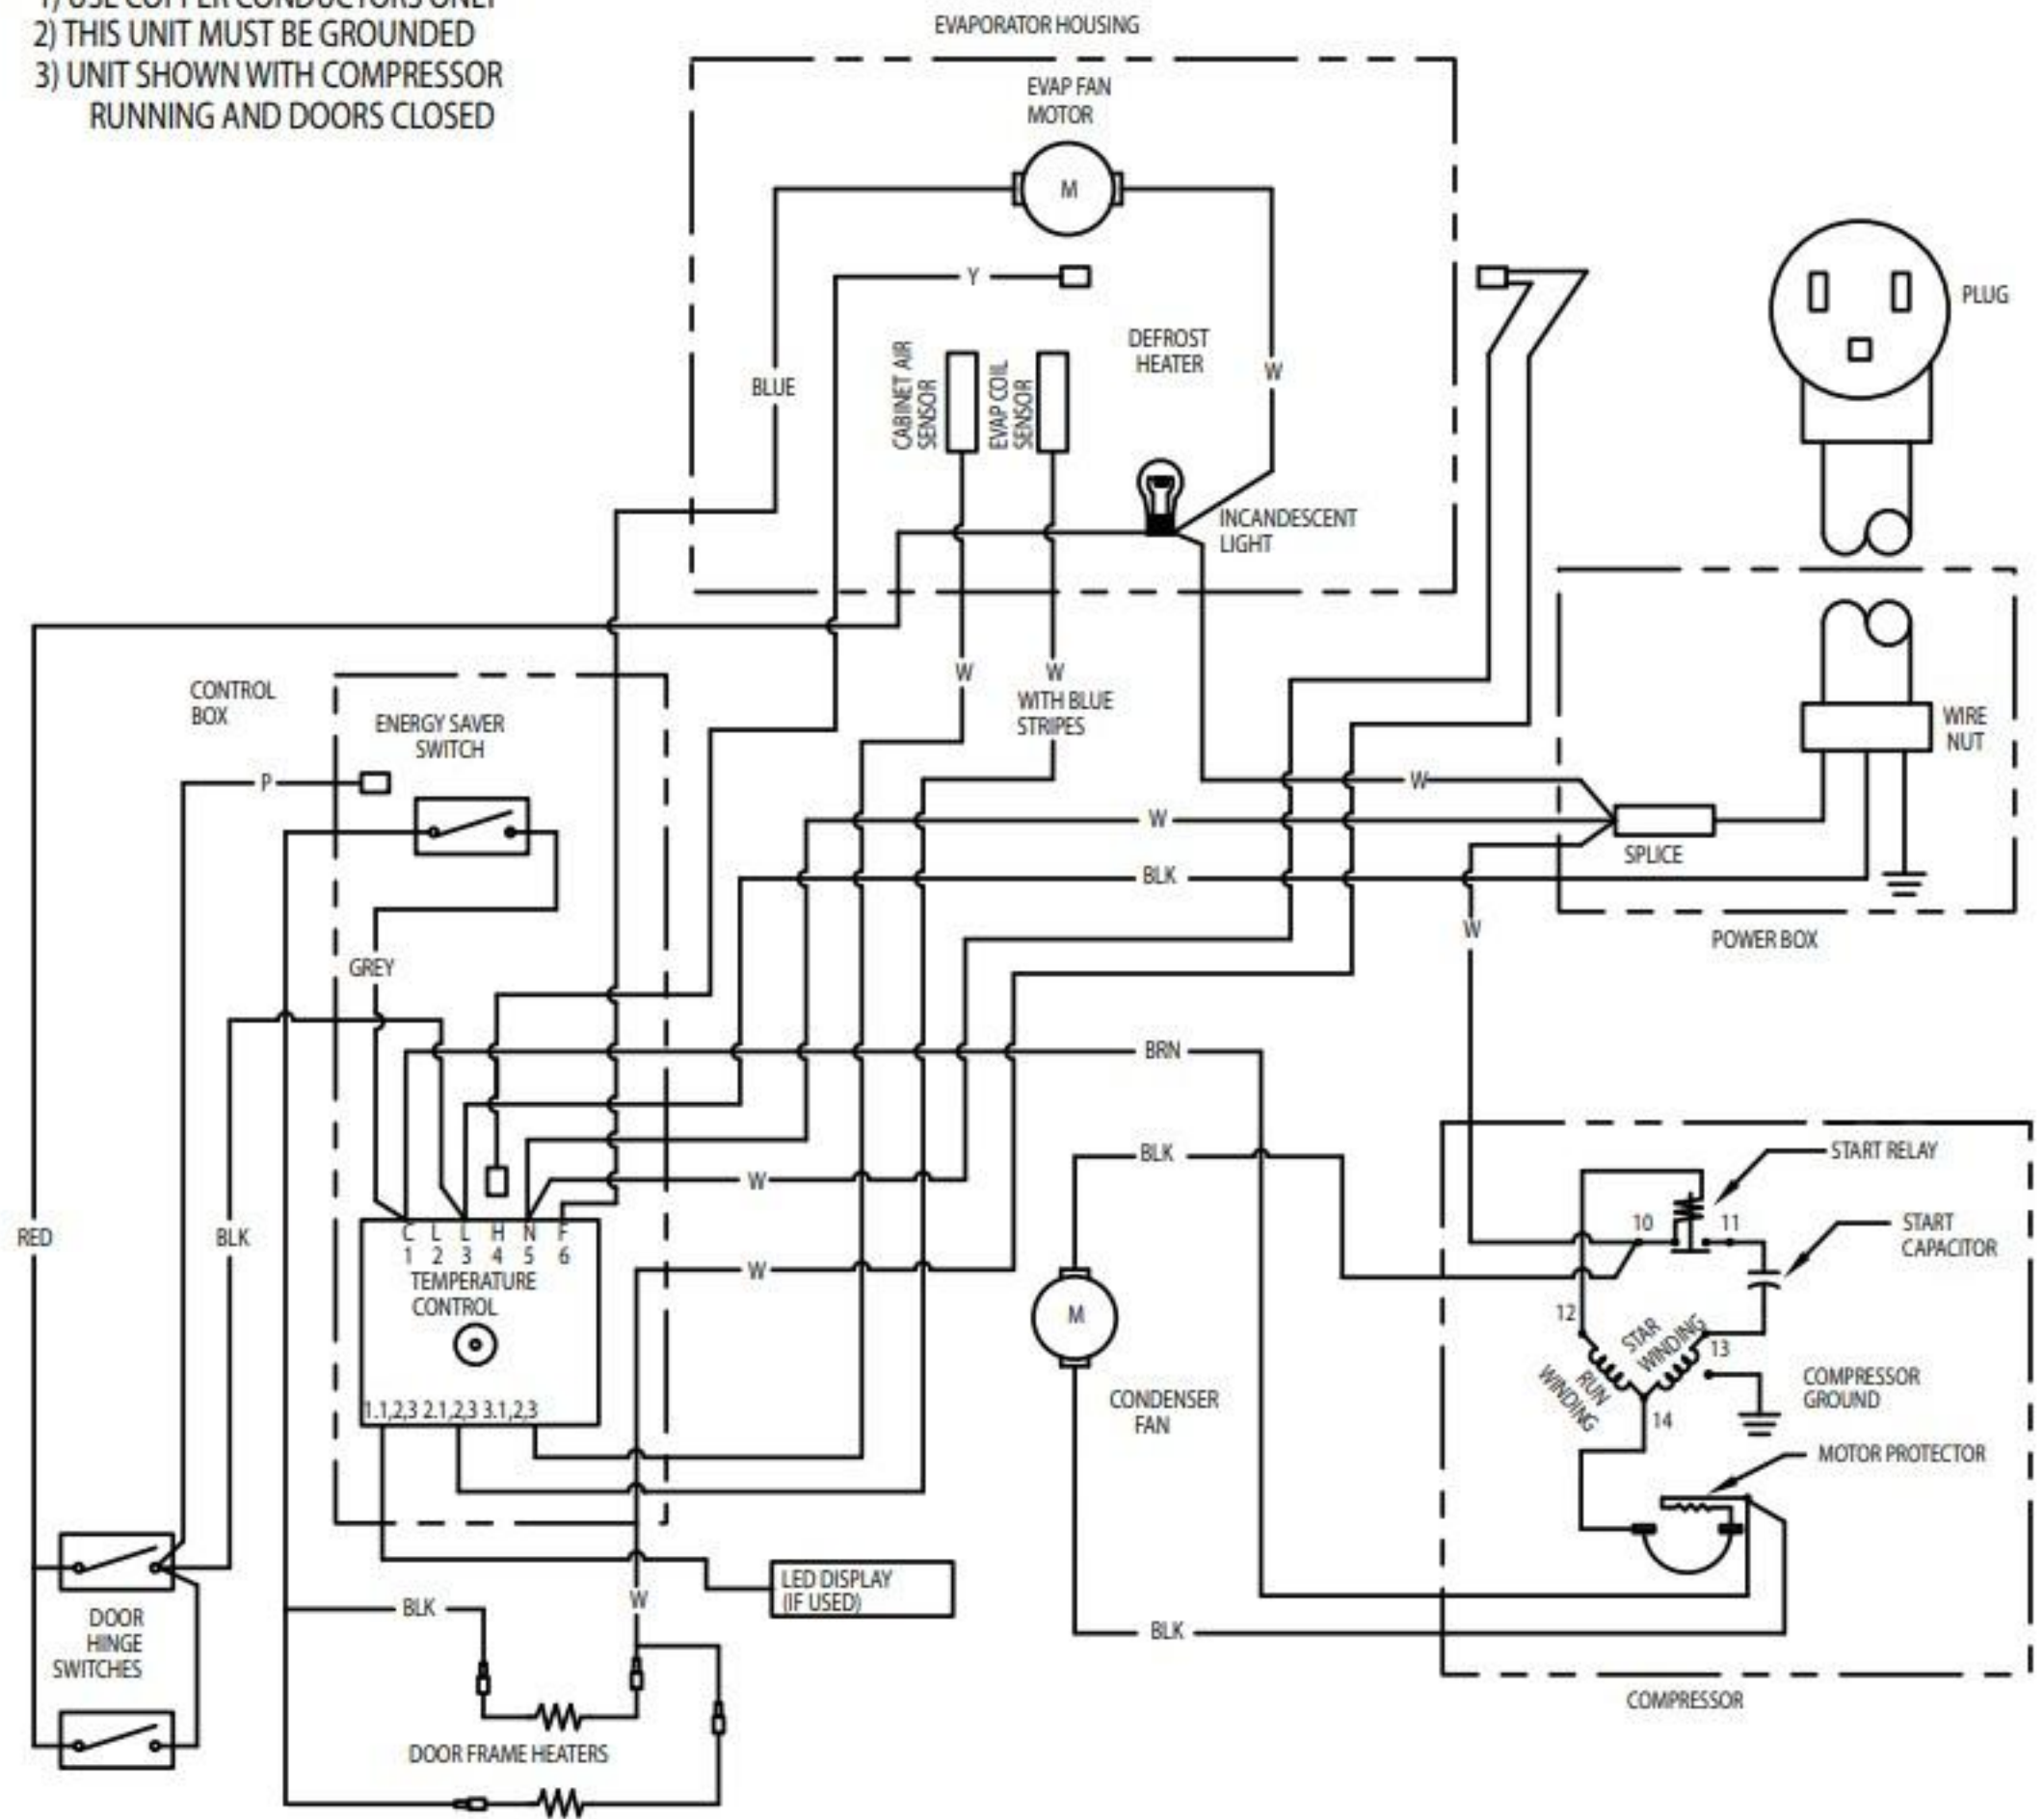 1) USE COPPER CONDUCTORS ONLY
2) THIS UNIT MUST BE GROUNDED
3) UNIT SHOWN WITH COMPRESSOR
RUNNING AND DOORS CLOSED
EVAPORATOR HOUSING
EVAP FAN
MOTOR
M
Y
BLUE
CABINET AIR
SENSOR
EVAP COIL
SENSOR
DEFROST
HEATER
W
INCANDESCENT
LIGHT
PLUG
CONTROL
BOX
ENERGY SAVER
SWITCH
P
W
W
WITH BLUE
STRIPES
W
W
BLK
SPLICE
WIRE
NUT
POWER BOX
W
GREY
BRN
BLK
RED
BLK
W
W
C L L H N F
1 2 3 4 5 6
TEMPERATURE
CONTROL
1.1,2,3 2.1,2,3 3.1,2,3
M
CONDENSER
FAN
START RELAY
10
11
START
CAPACITOR
12
STAR
WINDING
13
RUN
WINDING
14
COMPRESSOR
GROUND
MOTOR PROTECTOR
BLK
COMPRESSOR
LED DISPLAY
(IF USED)
BLK
W
DOOR
HINGE
SWITCHES
DOOR FRAME HEATERS